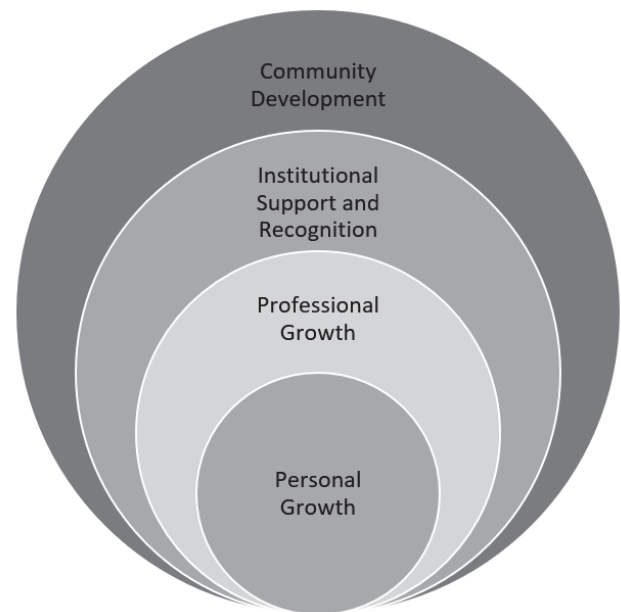 Community
Development
Institutional
Support and
Recognition
Professional
Growth
Personal
Growth